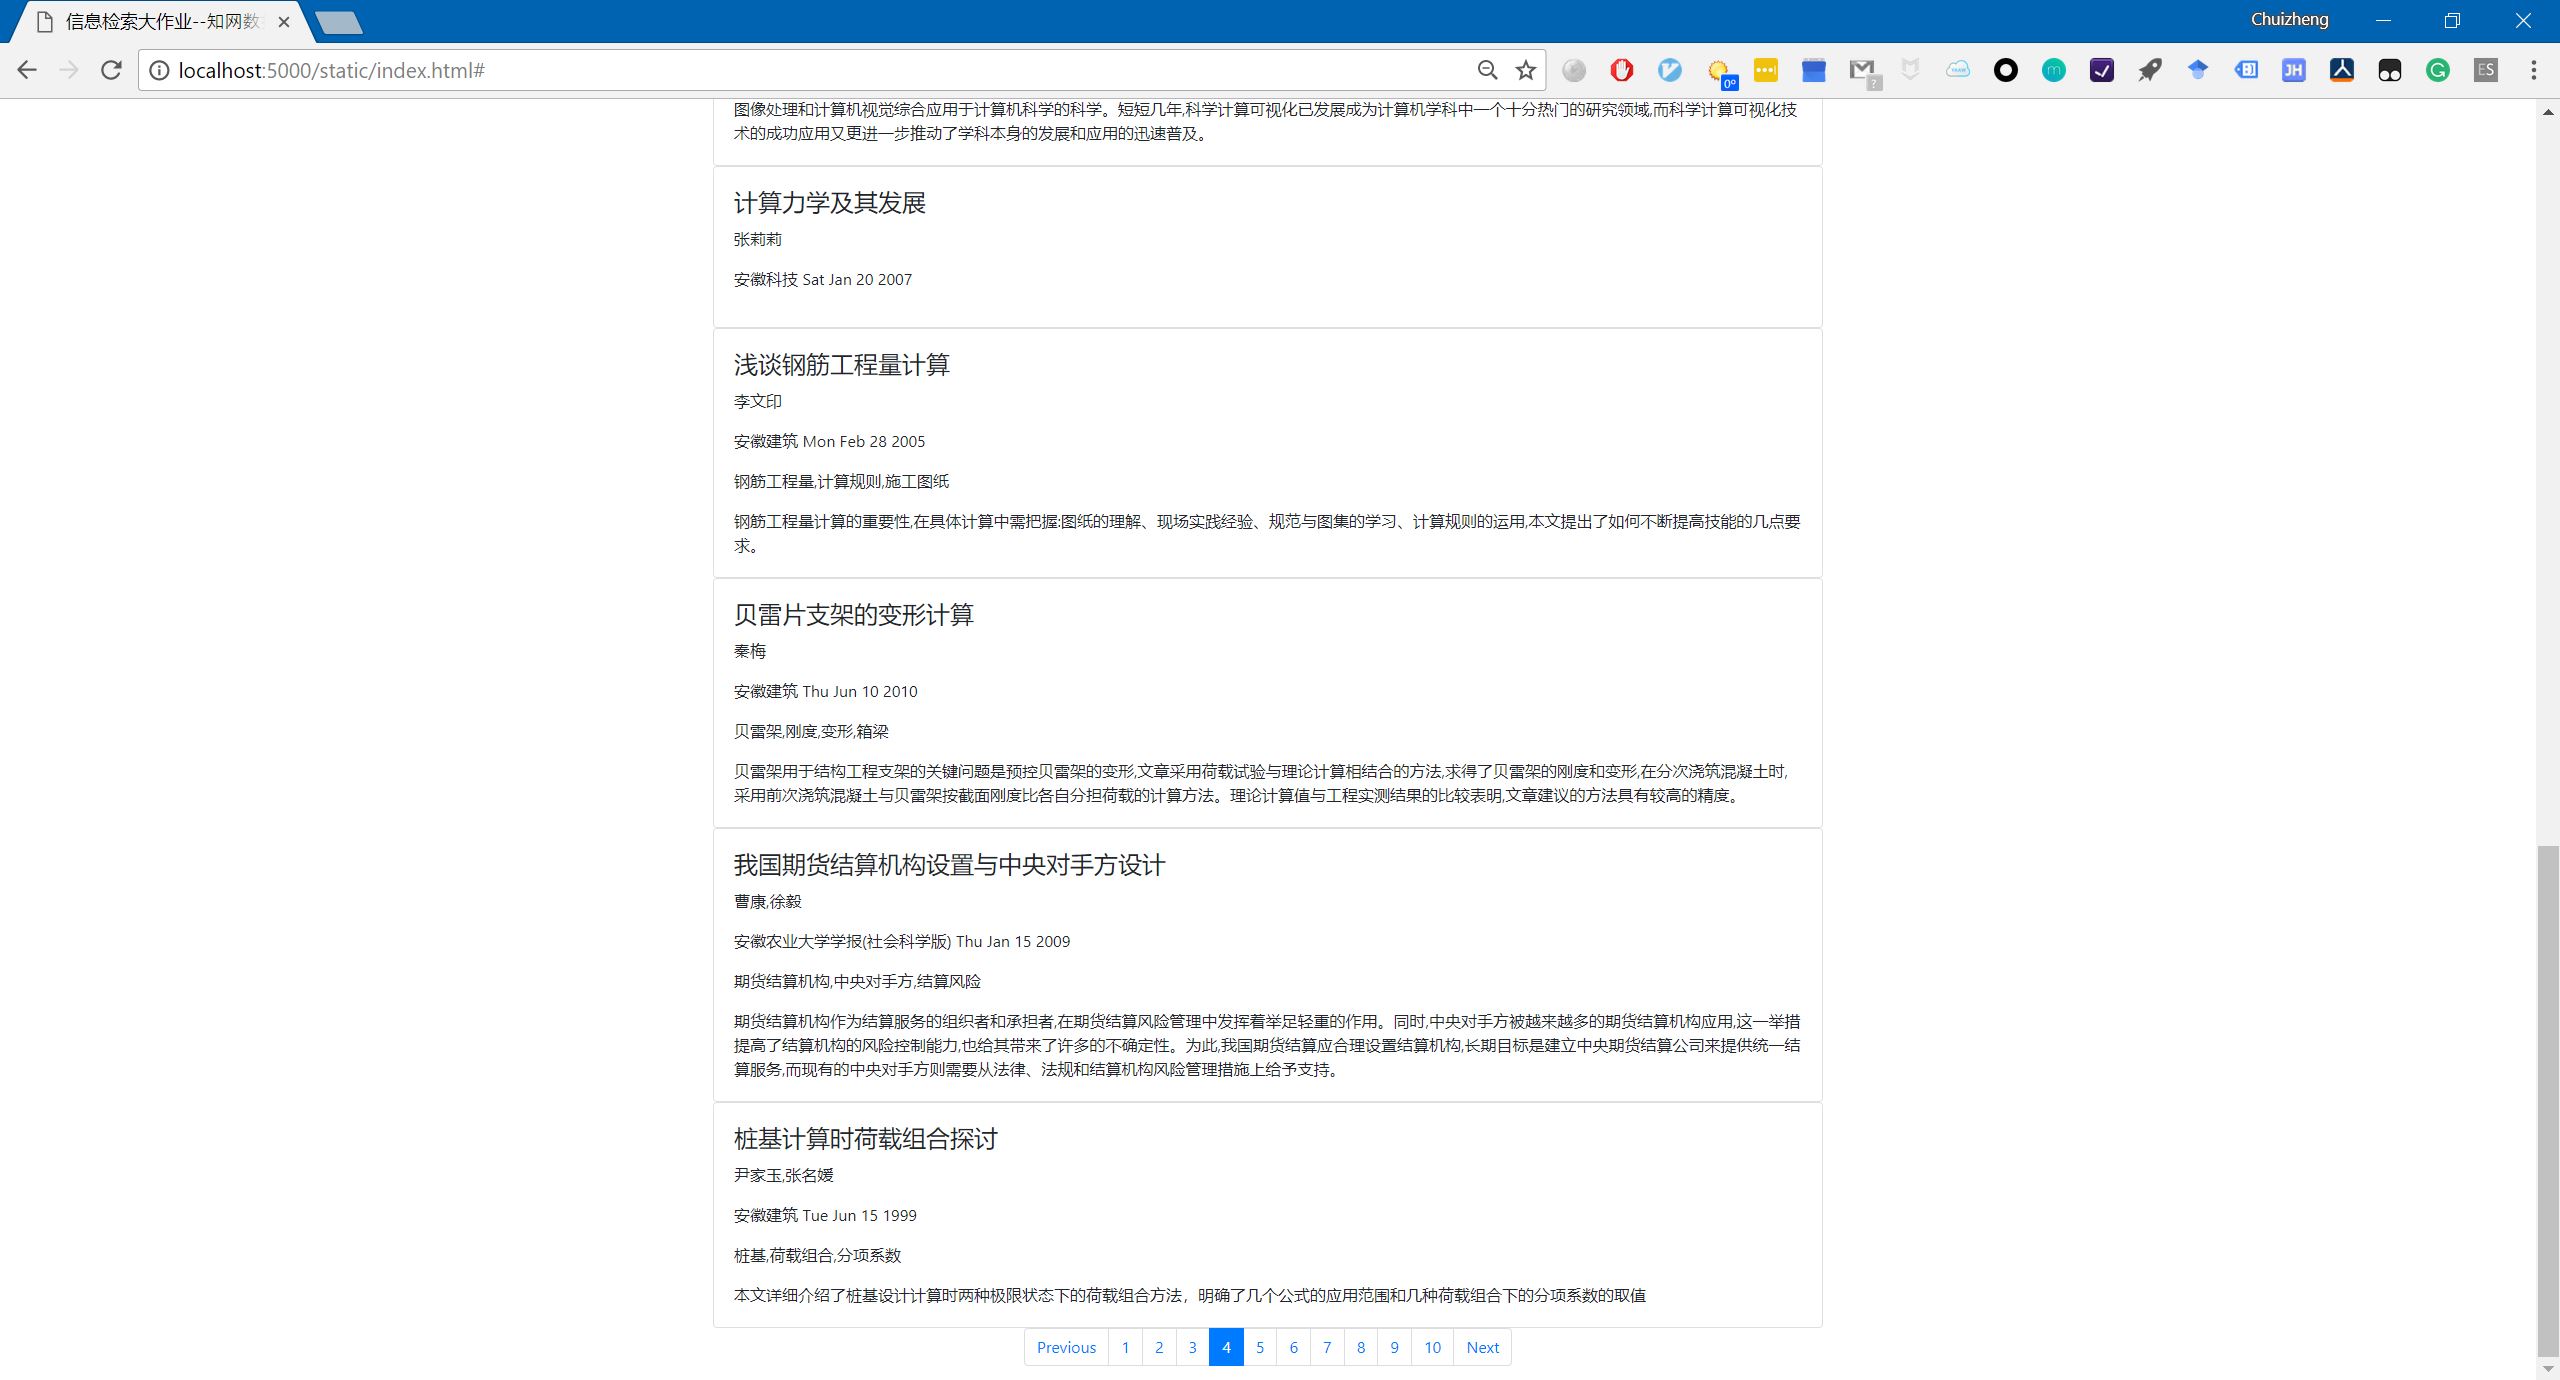 信息检索大作业--知网数
Chuizheng
localhost:5000/static/index.html#
0°
?
m
JH
ES
图像处理和计算机视觉综合应用于计算机科学的科学。短短几年,科学计算可视化已发展成为计算机学科中一个十分热门的研究领域,而科学计算可视化技
术的成功应用又更进一步推动了学科本身的发展和应用的迅速普及。
计算力学及其发展
张莉莉
安徽科技 Sat Jan 20 2007
浅谈钢筋工程量计算
李文印
安徽建筑 Mon Feb 28 2005
钢筋工程量,计算规则,施工图纸
钢筋工程量计算的重要性,在具体计算中需把握:图纸的理解、现场实践经验、规范与图集的学习、计算规则的运用,本文提出了如何不断提高技能的几点要
求。
贝雷片支架的变形计算
秦梅
安徽建筑 Thu Jun 10 2010
贝雷架,刚度,变形,箱梁
贝雷架用于结构工程支架的关键问题是预控贝雷架的变形,文章采用荷载试验与理论计算相结合的方法,求得了贝雷架的刚度和变形,在分次浇筑混凝土时,
采用前次浇筑混凝土与贝雷架按截面刚度比各自分担荷载的计算方法。理论计算值与工程实测结果的比较表明,文章建议的方法具有较高的精度。
我国期货结算机构设置与中央对手方设计
曹康,徐毅
安徽农业大学学报(社会科学版) Thu Jan 15 2009
期货结算机构,中央对手方,结算风险
期货结算机构作为结算服务的组织者和承担者,在期货结算风险管理中发挥着举足轻重的作用。同时,中央对手方被越来越多的期货结算机构应用,这一举措
提高了结算机构的风险控制能力,也给其带来了许多的不确定性。为此,我国期货结算应合理设置结算机构,长期目标是建立中央期货结算公司来提供统一结
算服务,而现有的中央对手方则需要从法律、法规和结算机构风险管理措施上给予支持。
桩基计算时荷载组合探讨
尹家玉,张名媛
安徽建筑 Tue Jun 15 1999
桩基,荷载组合,分项系数
本文详细介绍了桩基设计计算时两种极限状态下的荷载组合方法，明确了几个公式的应用范围和几种荷载组合下的分项系数的取值
Previous 1 2 3 4 5 6 7 8 9 10 Next